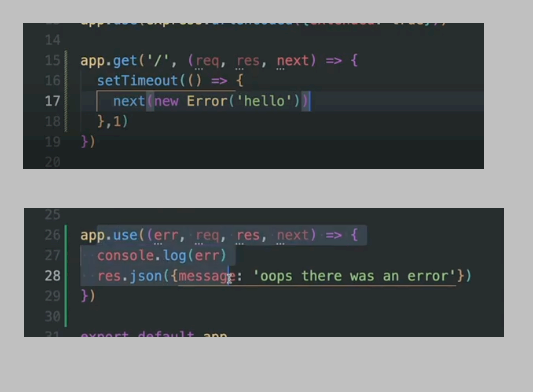 14
15 app.get('/', (req, res, next) => {
16 setTimeout(() => {
17 next(new Error('hello'))
18 },1)
19 })
20
25
26 app.use((err, req, res, next) => {
27 console.log(err)
28 res.json({message: 'oops there was an error'})
29 })
30
31 export default app